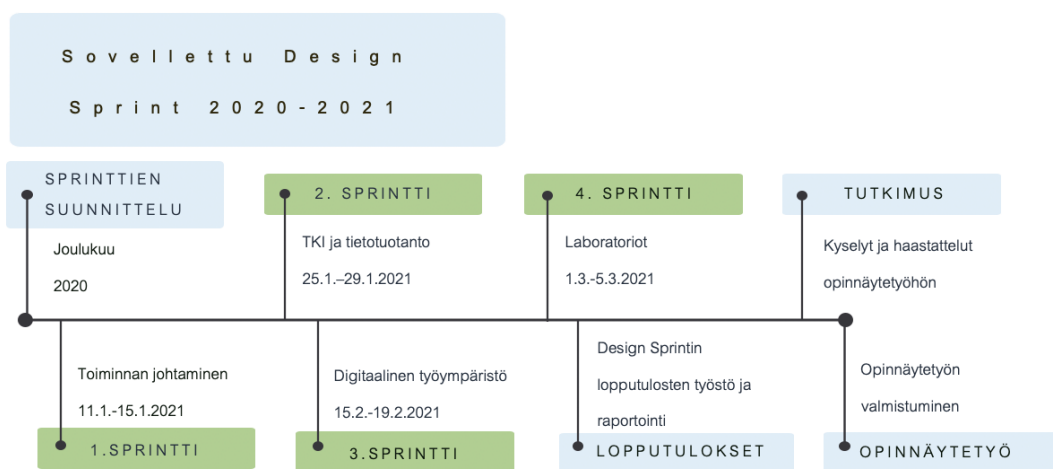 Sovellettu Design
Sprint 2020-2021
SPRINTTIEN
SUUNNITTELU
Joulukuu
2020
2. SPRINTTI
TKI ja tietotuotanto
25.1.–29.1.2021
4. SPRINTTI
Laboratoriot
1.3.-5.3.2021
TUTKIMUS
Kyselyt ja haastattelut
opinnäytetyöhön
Toiminnan johtaminen
11.1.-15.1.2021
1.SPRINTTI
Digitaalinen työympäristö
15.2.-19.2.2021
3.SPRINTTI
Design Sprintin
lopputulosten työstö ja
raportointi
LOPPUTULOKSET
Opinnäytetyön
valmistuminen
OPINNÄYTETYÖ